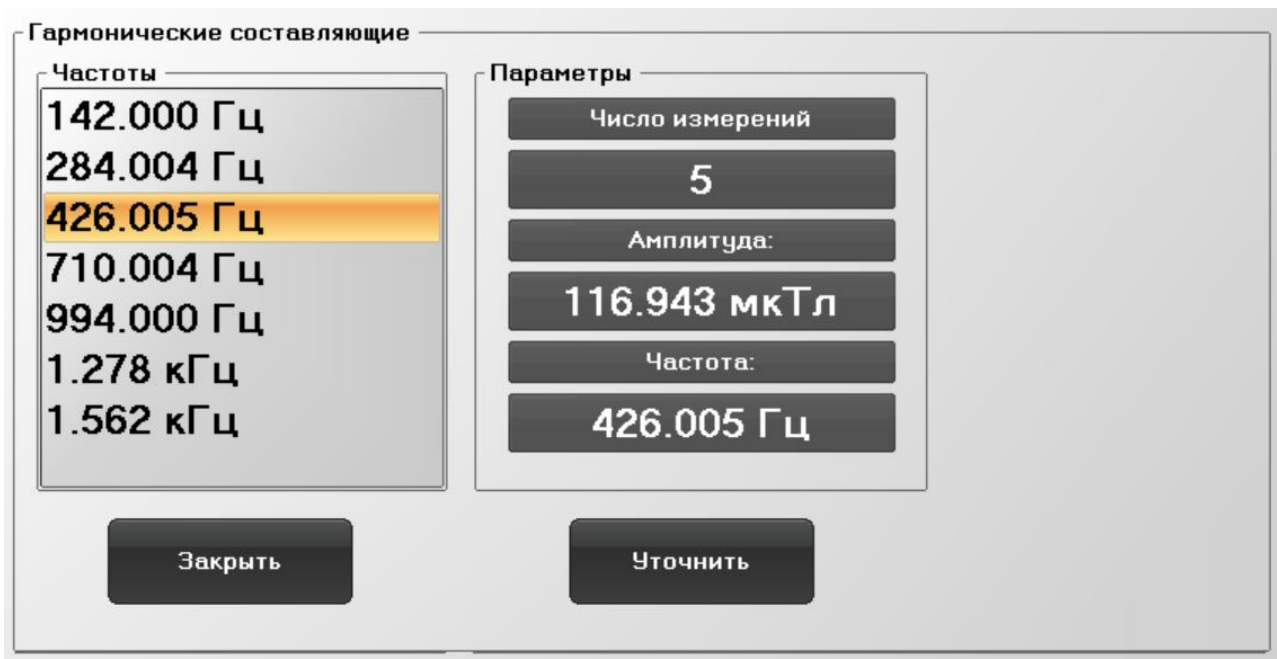 Гармонические составляющие
Частоты
142.000 Гц
284.004 Гц
426.005 Гц
710.004 Гц
994.000 Гц
1.278 кГц
1.562 кГц
Параметры
Число измерений
5
Амплитуда:
116.943 мкТл
Частота:
426.005 Гц
Закрыть
Уточнить